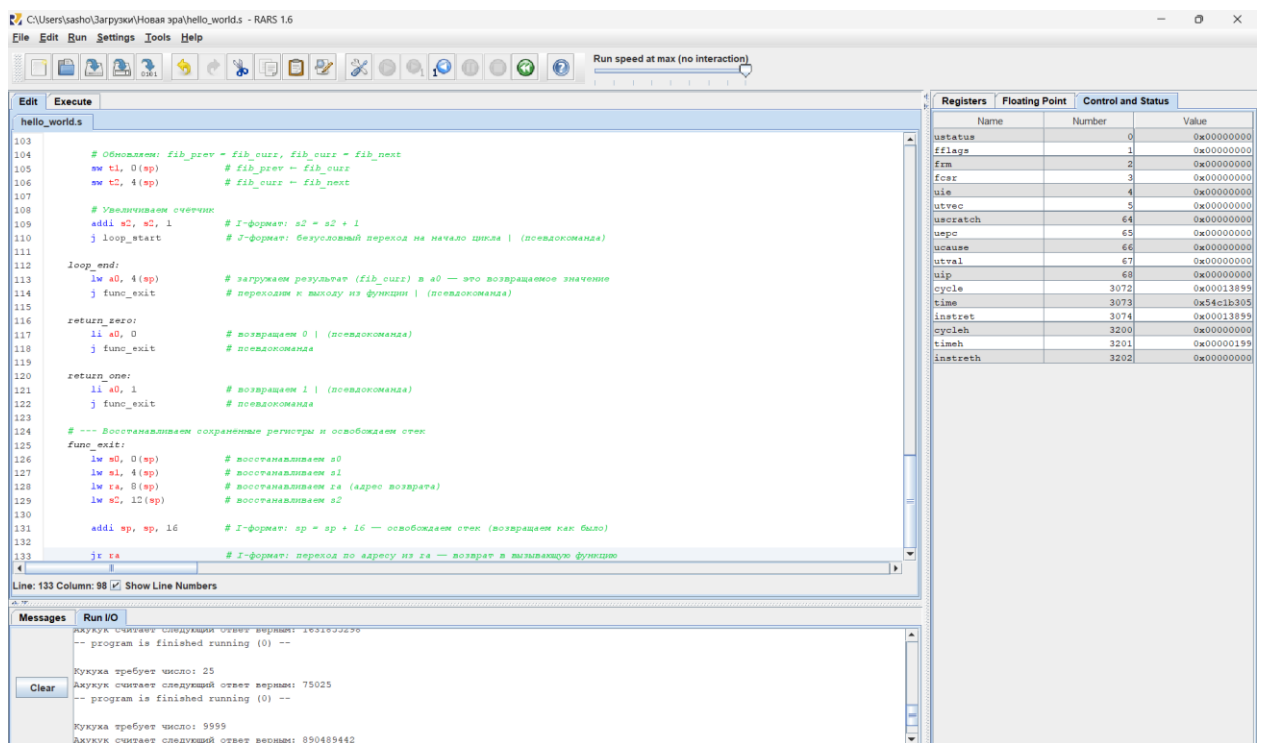 C:\Users\sasho\Загрузки\Новая эра\hello_world.s - RARS 1.6
File Edit Run Settings Tools Help
Run speed at max (no interaction)
Edit Execute
hello_world.s
103
104 # Обновляем: fib_prev = fib_curr, fib_curr = fib_next
105 sw t1, 0(sp) # fib_prev ← fib_curr
106 sw t2, 4(sp) # fib_curr ← fib_next
107
108 # Увеличиваем счётчик
109 addi s2, s2, 1 # I-формат: s2 = s2 + 1
110 j loop_start # J-формат: безусловный переход на начало цикла | (псевдокоманда)
111
112 loop_end:
113 lw a0, 4(sp) # загружаем результат (fib_curr) в a0 — это возвращаемое значение
114 j func_exit # переходим к выходу из функции | (псевдокоманда)
115
116 return_zero:
117 li a0, 0 # возвращаем 0 | (псевдокоманда)
118 j func_exit # псевдокоманда
119
120 return_one:
121 li a0, 1 # возвращаем 1 | (псевдокоманда)
122 j func_exit # псевдокоманда
123
124 # --- Восстанавливаем сохранённые регистры и освобождаем стек
125 func_exit:
126 lw s0, 0(sp) # восстанавливаем s0
127 lw s1, 4(sp) # восстанавливаем s1
128 lw ra, 8(sp) # восстанавливаем ra (адрес возврата)
129 lw s2, 12(sp) # восстанавливаем s2
130
131 addi sp, sp, 16 # I-формат: sp = sp + 16 — освобождаем стек (возвращаем как было)
132
133 jr ra # I-формат: переход по адресу из ra — возврат в вызывающую функцию
Line: 133 Column: 98 Show Line Numbers
Messages Run I/O
Ахукук считает следующий ответ верным: 1631853298
-- program is finished running (0) --
Кукуха требует число: 25
Clear
Ахукук считает следующий ответ верным: 75025
-- program is finished running (0) --
Кукуха требует число: 9999
Ахукук считает следующий ответ верным: 890489442
Registers Floating Point Control and Status
Name Number Value
ustatus 0 0x00000000
fflags 1 0x00000000
frm 2 0x00000000
fcsr 3 0x00000000
uie 4 0x00000000
utvec 5 0x00000000
uscratch 64 0x00000000
uepc 65 0x00000000
ucause 66 0x00000000
utval 67 0x00000000
uip 68 0x00000000
cycle 3072 0x00013899
time 3073 0x54c1b305
instret 3074 0x00013899
cycleh 3200 0x00000000
timeh 3201 0x00000199
instreth 3202 0x00000000